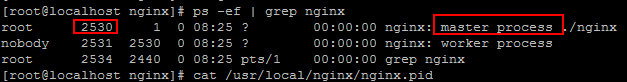 [root@localhost nginx]# ps -ef | grep nginx
root      2530     1  0 08:25 ?        00:00:00 nginx: master process ./nginx
nobody    2531  2530  0 08:25 ?        00:00:00 nginx: worker process
root      2534  2440  0 08:25 pts/1    00:00:00 grep nginx
[root@localhost nginx]# cat /usr/local/nginx/nginx.pid